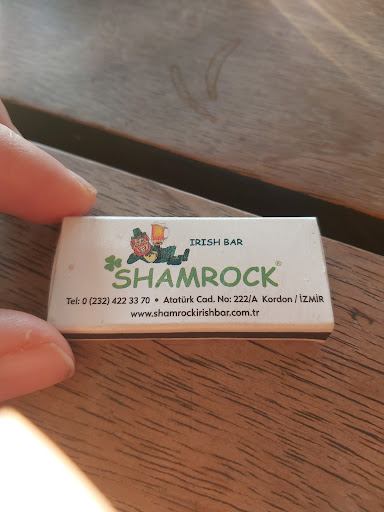 IRISH BAR
SHAMROCK®
Tel: 0 (232) 422 33 70 • Atatürk Cad. No: 222/A Kordon / İZMİR
www.shamrockirishbar.com.tr